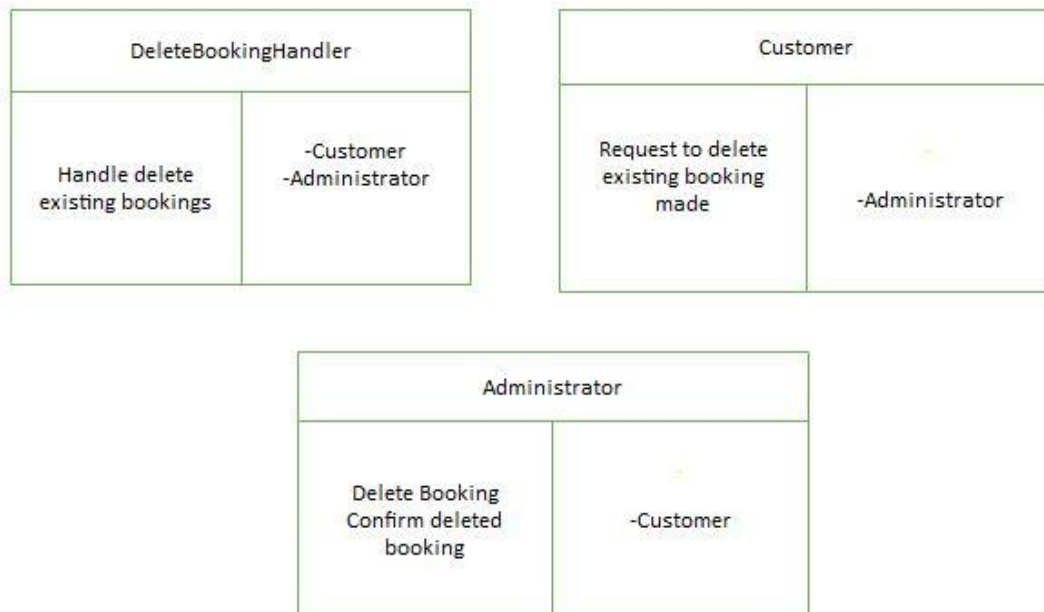 DeleteBookingHandler
Handle delete
existing bookings
-Customer
-Administrator
Customer
Request to delete
existing booking
made
-Administrator
Administrator
Delete Booking
Confirm deleted
booking
-Customer